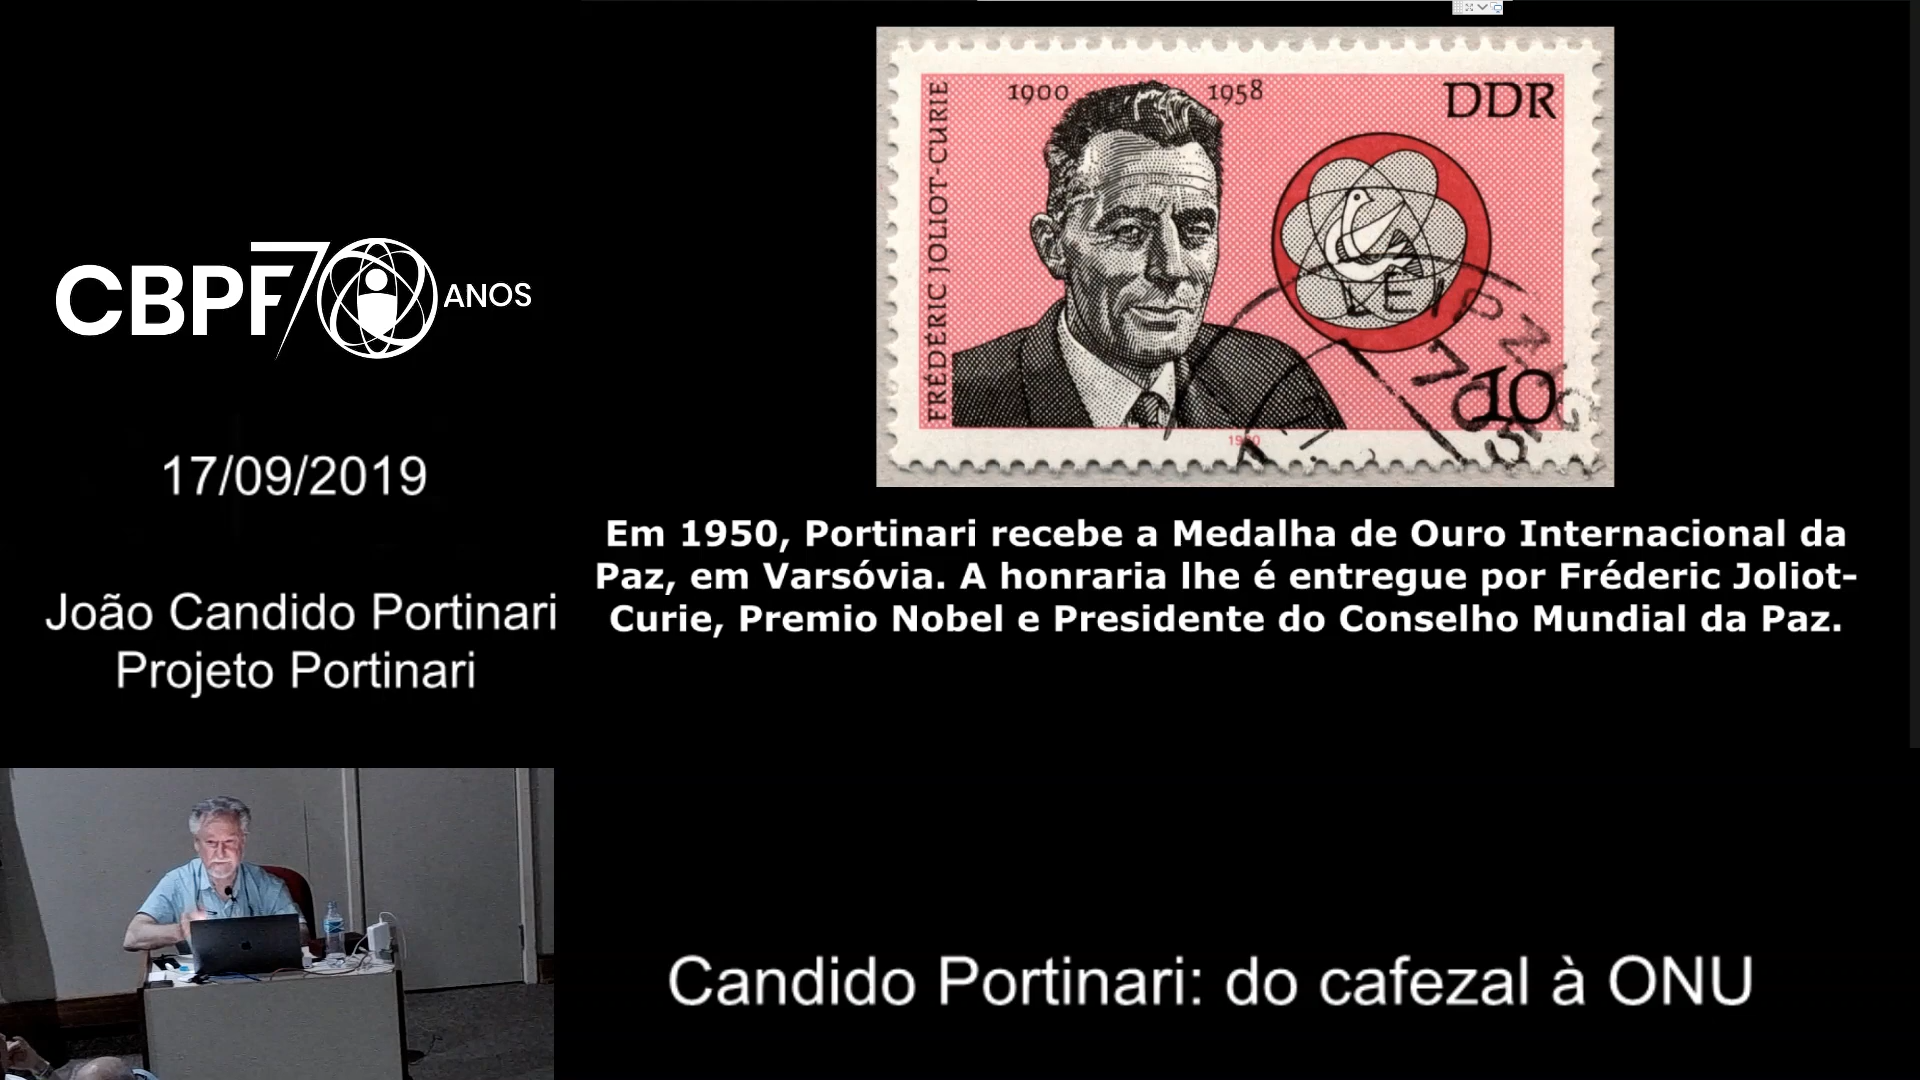 CBPF 70 ANOS
17/09/2019
João Candido Portinari
Projeto Portinari
1900 1958
DDR
FRÉDÉRIC JOLIOT-CURIE
LEIPZIG
10
Em 1950, Portinari recebe a Medalha de Ouro Internacional da
Paz, em Varsóvia. A honraria lhe é entregue por Fréderic Joliot-
Curie, Premio Nobel e Presidente do Conselho Mundial da Paz.
Candido Portinari: do cafezal à ONU